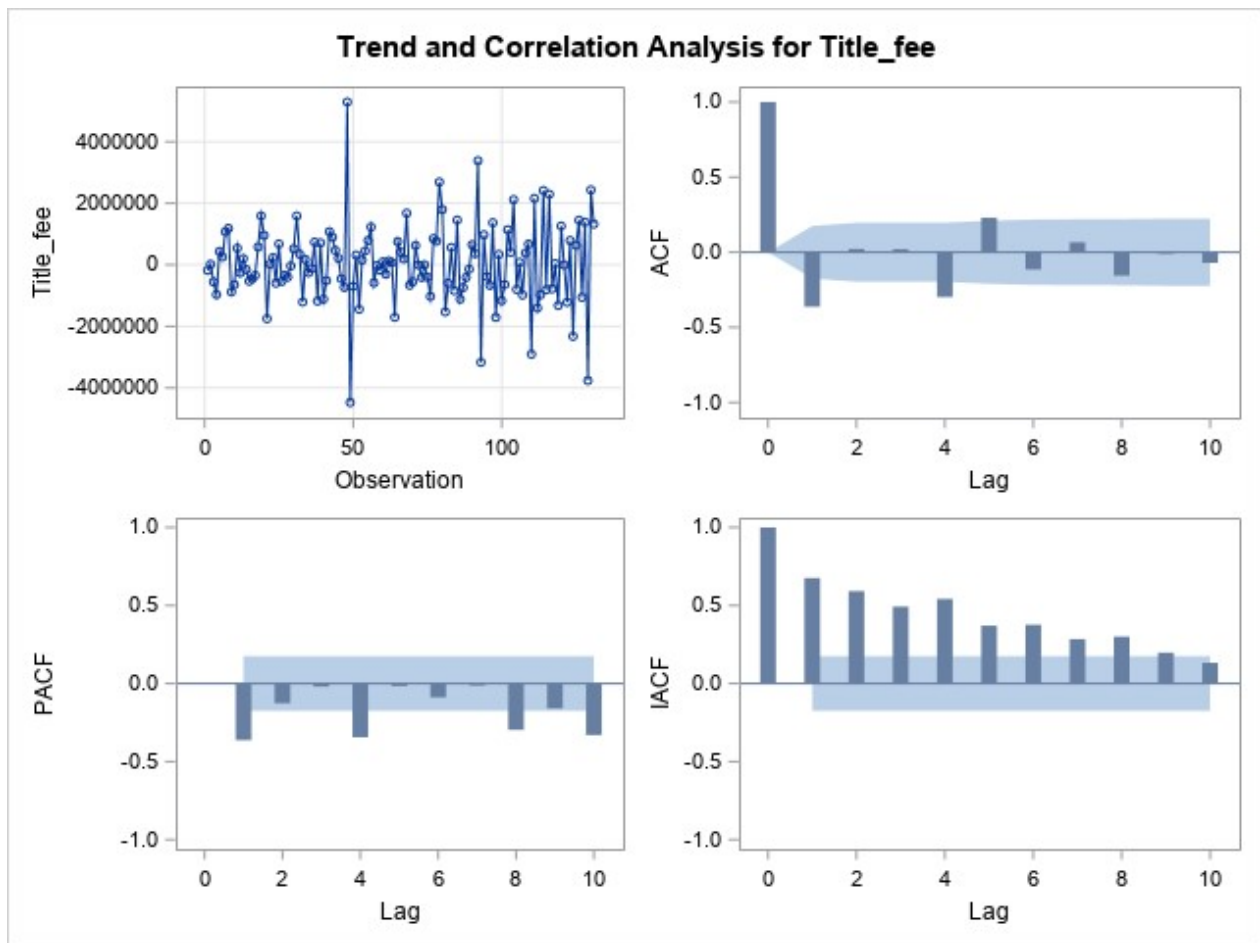 Trend and Correlation Analysis for Title_fee
Title_fee
4000000
2000000
0
-2000000
-4000000
0 50 100
Observation
ACF
1.0
0.5
0.0
-0.5
-1.0
0 2 4 6 8 10
Lag
PACF
1.0
0.5
0.0
-0.5
-1.0
0 2 4 6 8 10
Lag
IACF
1.0
0.5
0.0
-0.5
-1.0
0 2 4 6 8 10
Lag